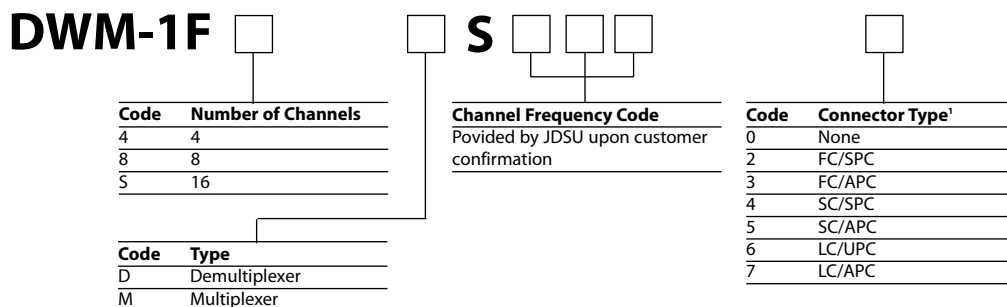 DWM-1F S
Code Number of Channels
4 4
8 8
S 16
Code Type
D Demultiplexer
M Multiplexer
Channel Frequency Code
Povided by JDSU upon customer
confirmation
Code Connector Type¹
0 None
2 FC/SPC
3 FC/APC
4 SC/SPC
5 SC/APC
6 LC/UPC
7 LC/APC